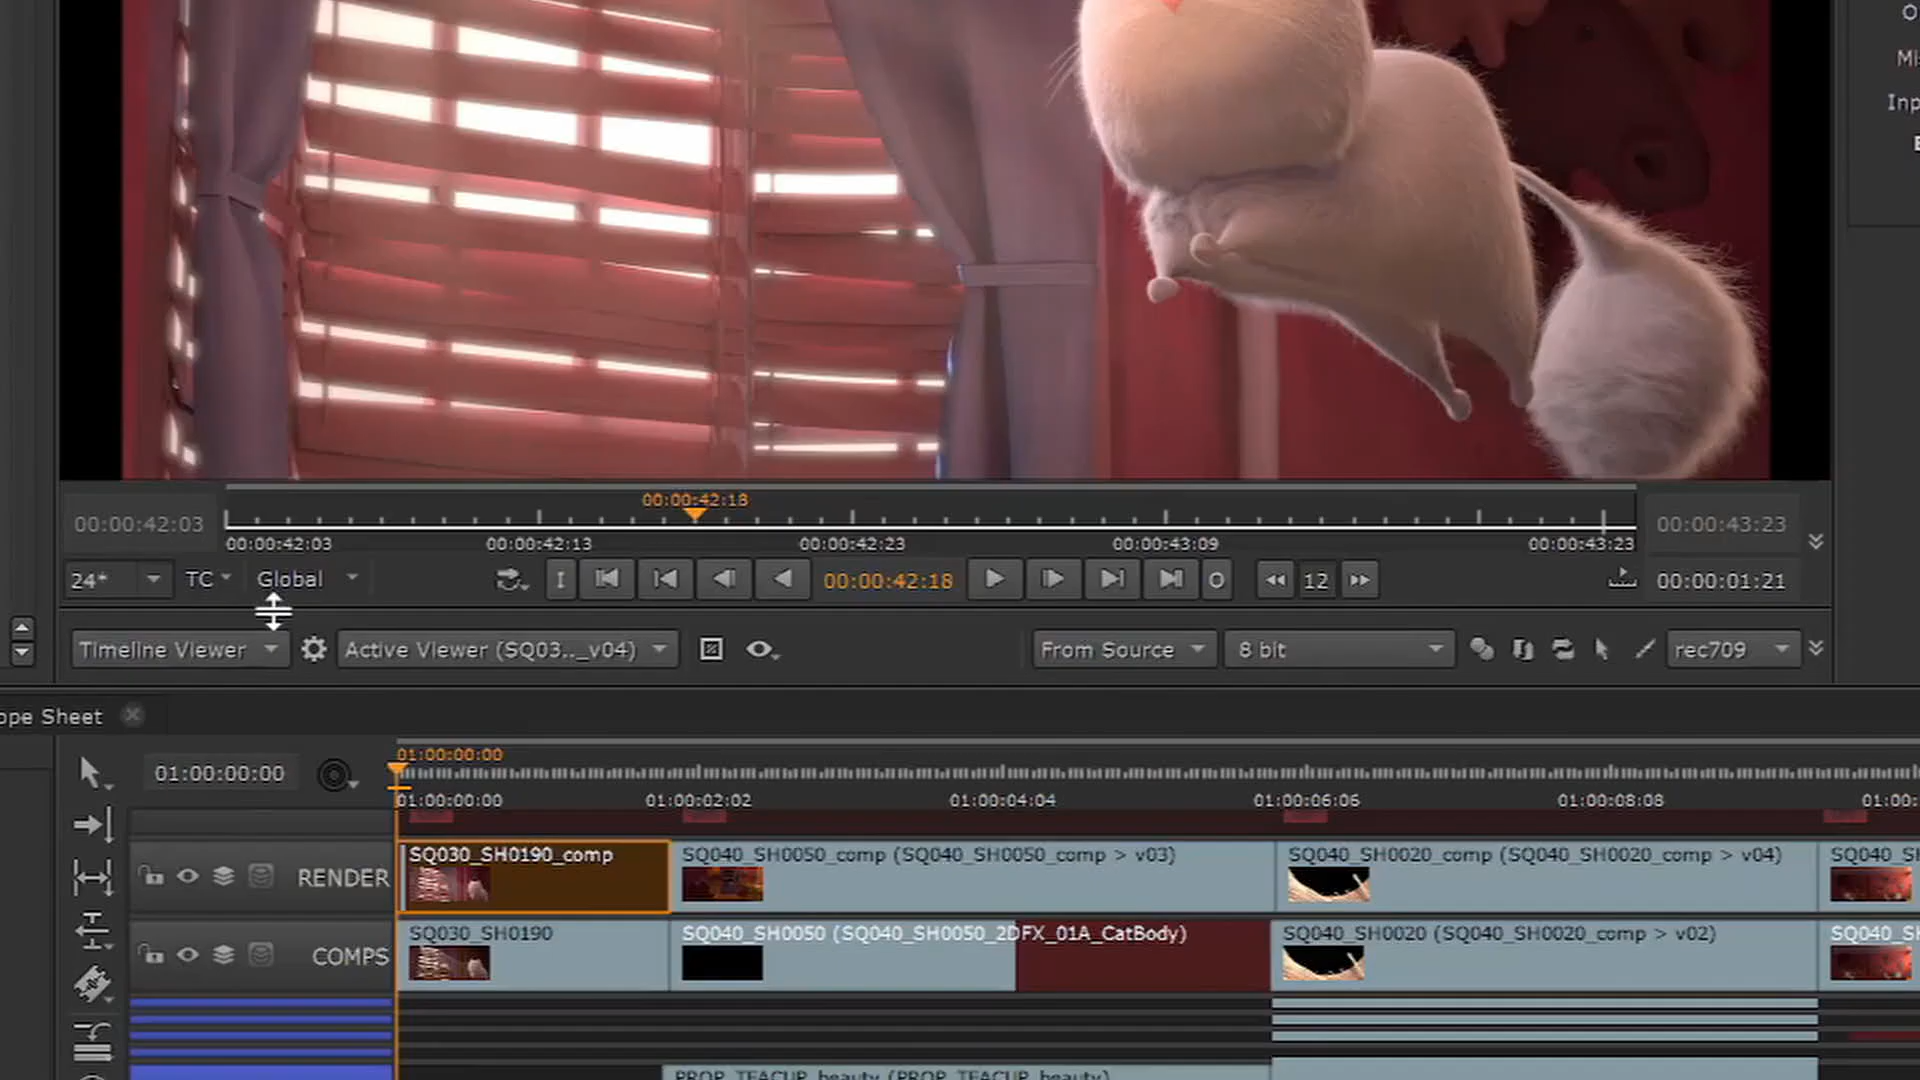 Mi
Inp
00:00:42:18
00:00:42:03
00:00:43:23
00:00:42:03
00:00:42:13
00:00:42:23
00:00:43:09
00:00:43:23
24*
TC
Global
I
00:00:42:18
O
12
00:00:01:21
Timeline Viewer
Active Viewer (SQ03.._v04)
From Source
8 bit
rec709
ope Sheet
01:00:00:00
01:00:00:00
01:00:00:00
01:00:02:02
01:00:04:04
01:00:06:06
01:00:08:08
01:00:
RENDER
SQ030_SH0190_comp
SQ040_SH0050_comp (SQ040_SH0050_comp > v03)
SQ040_SH0020_comp (SQ040_SH0020_comp > v04)
SQ040_SH
COMPS
SQ030_SH0190
SQ040_SH0050 (SQ040_SH0050_2DFX_01A_CatBody)
SQ040_SH0020 (SQ040_SH0020_comp > v02)
SQ040_SH
PROP_TEACUP_beauty (PROP_TEACUP_beauty)